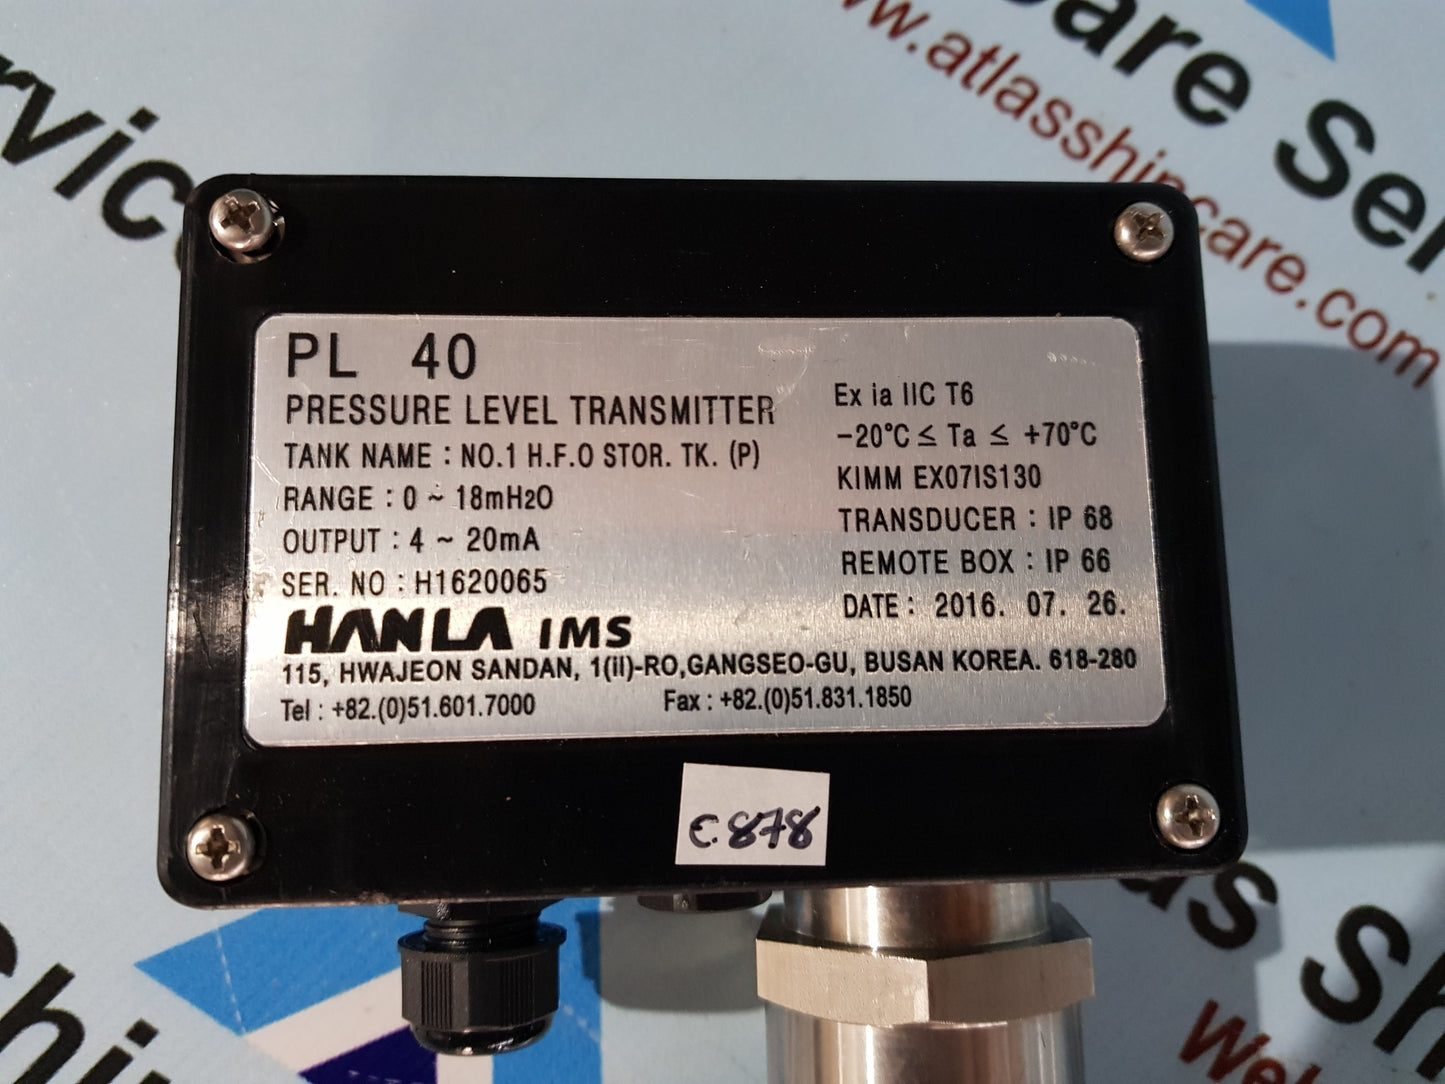 PL 40
PRESSURE LEVEL TRANSMITTER
TANK NAME : NO.1 H.F.O STOR. TK. (P)
RANGE : 0 ~ 18mH2O
OUTPUT : 4 ~ 20mA
SER. NO : H1620065
Ex ia IIC T6
-20°C ≤ Ta ≤ +70°C
KIMM EX07IS130
TRANSDUCER : IP 68
REMOTE BOX : IP 66
DATE : 2016. 07. 26.
HANLA IMS
115, HWAJEON SANDAN, 1(il)-RO,GANGSEO-GU, BUSAN KOREA. 618-280
Tel : +82.(0)51.601.7000 Fax : +82.(0)51.831.1850
C.878
www.atlasshipcare.com